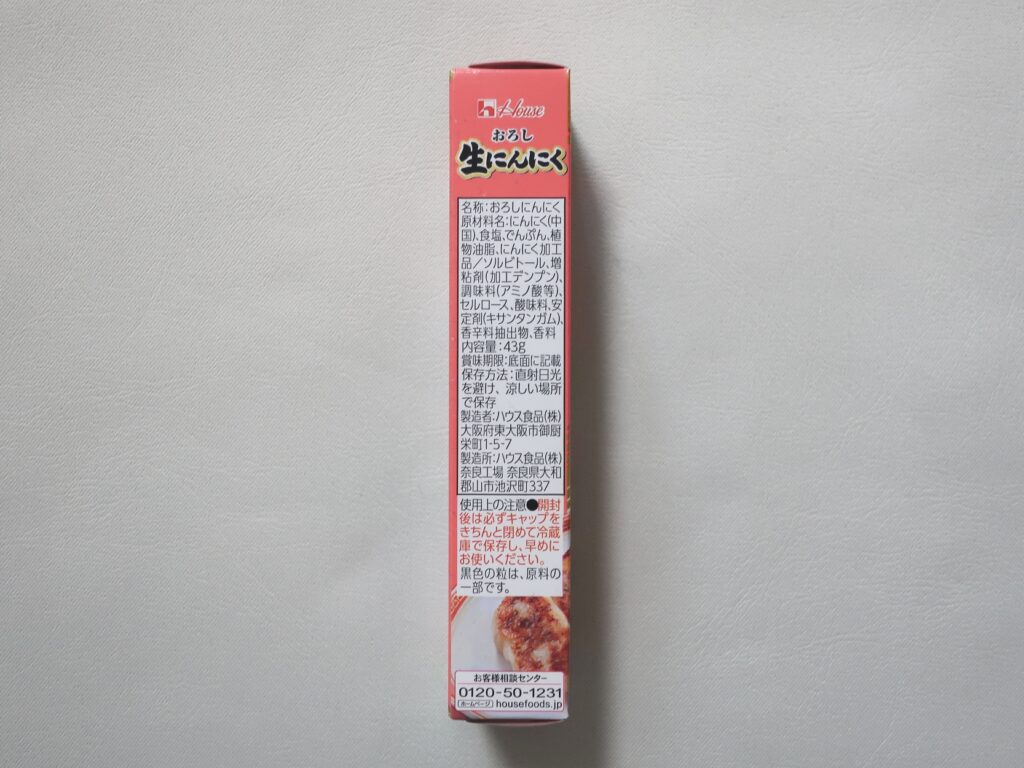 House
おろし
生にんにく
名称:おろしにんにく
原材料名:にんにく(中
国)、食塩、でんぷん、植
物油脂、にんにく加工
品/ソルビトール、増
粘剤(加工デンプン)、
調味料(アミノ酸等)、
セルロース、酸味料、安
定剤(キサンタンガム)、
香辛料抽出物、香料
内容量:43g
賞味期限:底面に記載
保存方法:直射日光
を避け、涼しい場所
で保存
製造者:ハウス食品(株)
大阪府東大阪市御厨
栄町1-5-7
製造所:ハウス食品(株)
奈良工場 奈良県大和
郡山市池沢町337
使用上の注意●開封
後は必ずキャップを
きちんと閉めて冷蔵
庫で保存し、早めに
お使いください。
黒色の粒は、原料の
一部です。
お客様相談センター
0120-50-1231
ホームページ housefoods.jp